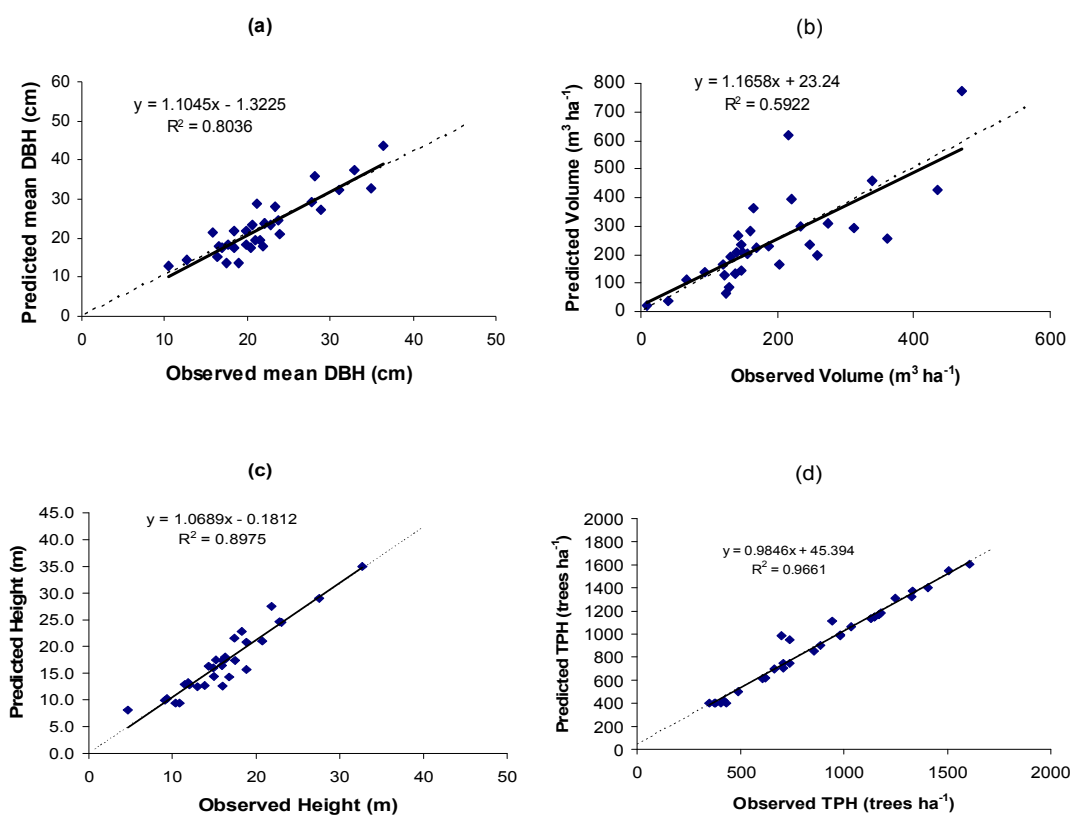 (a)
y = 1.1045x - 1.3225
R² = 0.8036
Predicted mean DBH (cm)
60
50
40
30
20
10
0
0 10 20 30 40 50
Observed mean DBH (cm)
(b)
y = 1.1658x + 23.24
R² = 0.5922
Predicted Volume (m³ ha⁻¹)
800
700
600
500
400
300
200
100
0
0 200 400 600
Observed Volume (m³ ha⁻¹)
(c)
y = 1.0689x - 0.1812
R² = 0.8975
Predicted Height (m)
45.0
40.0
35.0
30.0
25.0
20.0
15.0
10.0
5.0
0.0
0 10 20 30 40 50
Observed Height (m)
(d)
y = 0.9846x + 45.394
R² = 0.9661
Predicted TPH (trees ha⁻¹)
2000
1800
1600
1400
1200
1000
800
600
400
200
0
0 500 1000 1500 2000
Observed TPH (trees ha⁻¹)